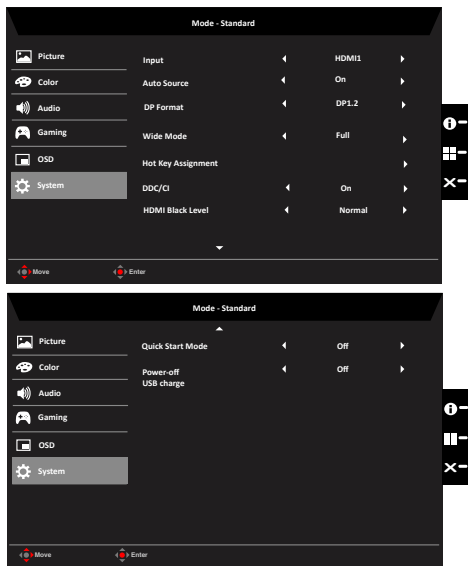 Mode - Standard
Picture
Color
Audio
Gaming
OSD
System
Input HDMI1
Auto Source On
DP Format DP1.2
Wide Mode Full
Hot Key Assignment
DDC/CI On
HDMI Black Level Normal
Move Enter
Mode - Standard
Picture
Color
Audio
Gaming
OSD
System
Quick Start Mode Off
Power-off Off
USB charge
Move Enter